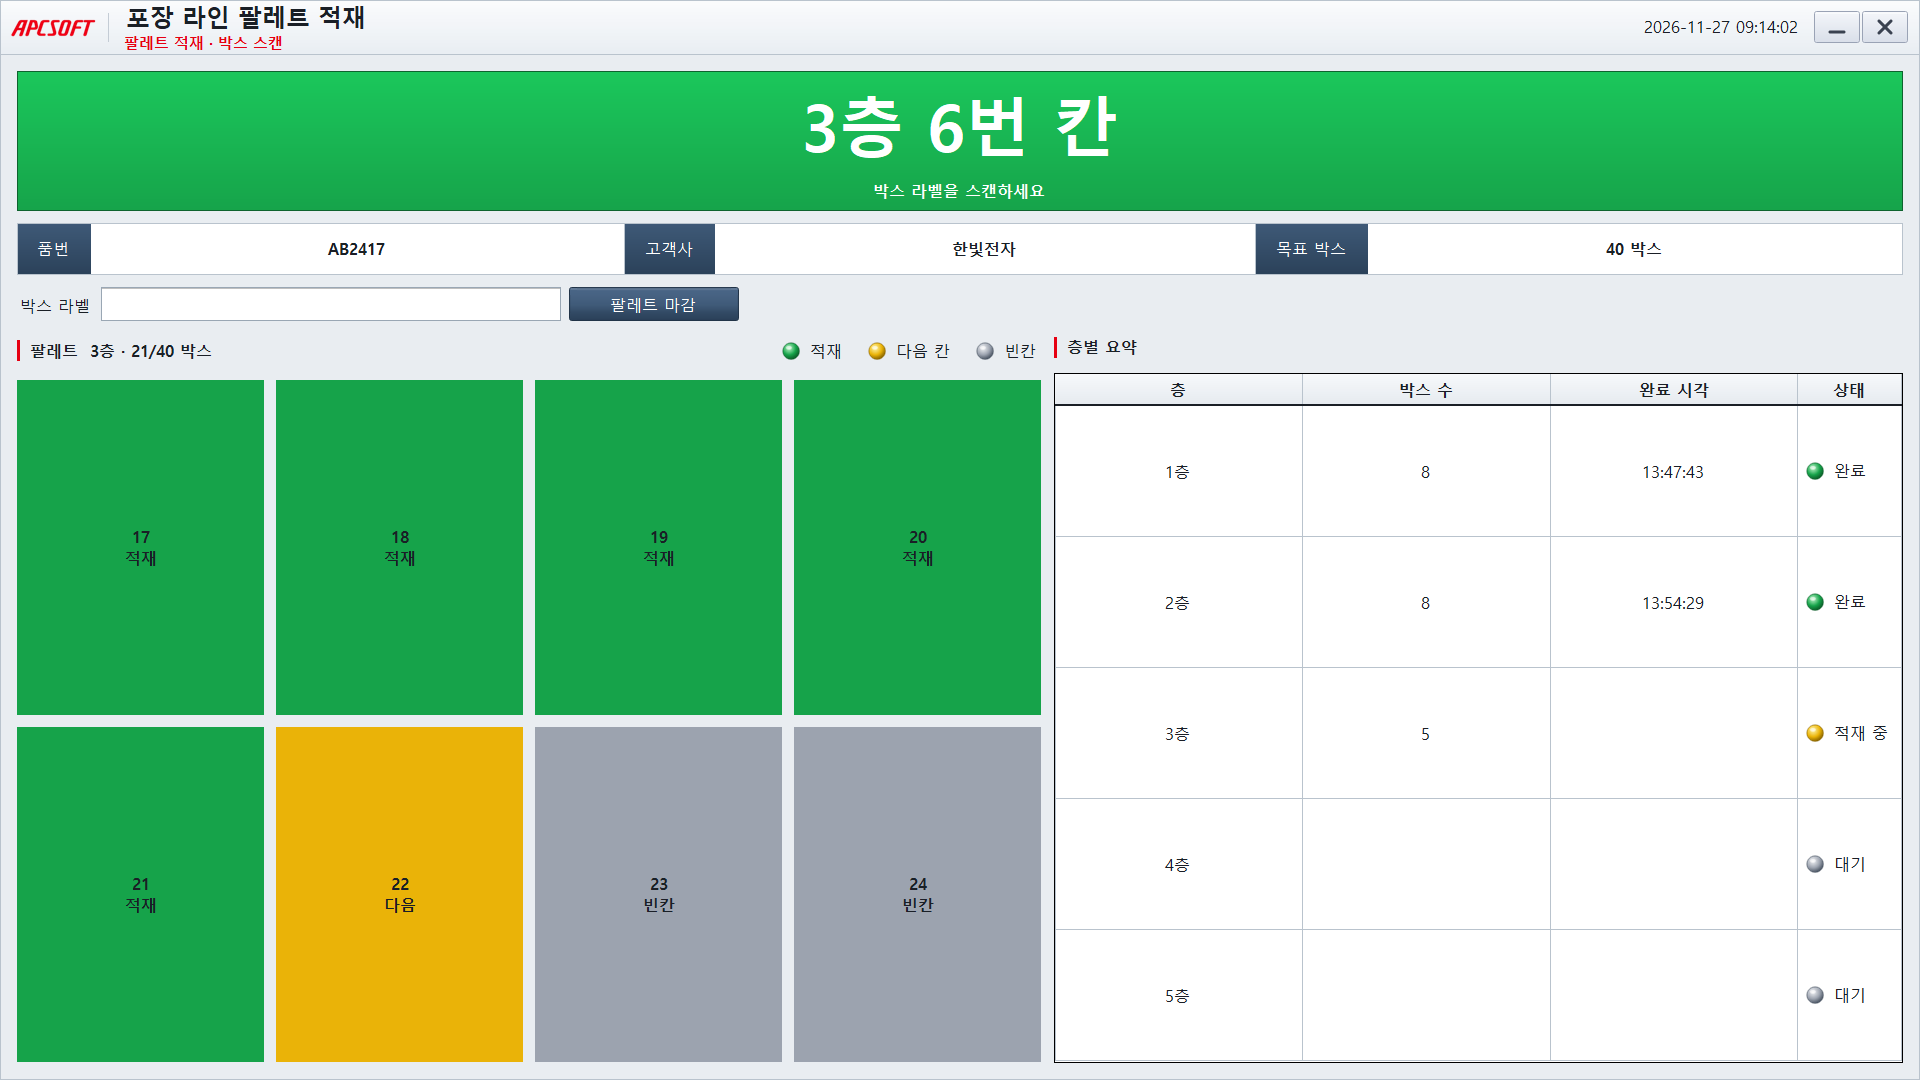 APCSOFT
포장 라인 팔레트 적재
팔레트 적재 · 박스 스캔
2026-11-27 09:14:02
3층 6번 칸
박스 라벨을 스캔하세요
품번 AB2417 고객사 한빛전자 목표 박스 40 박스
박스 라벨 팔레트 마감
팔레트 3층 · 21/40 박스 적재 다음 칸 빈칸
17 18 19 20
적재 적재 적재 적재
21 22 23 24
적재 다음 빈칸 빈칸
층별 요약
층 박스 수 완료 시각 상태
1층 8 13:47:43 완료
2층 8 13:54:29 완료
3층 5 적재 중
4층 대기
5층 대기